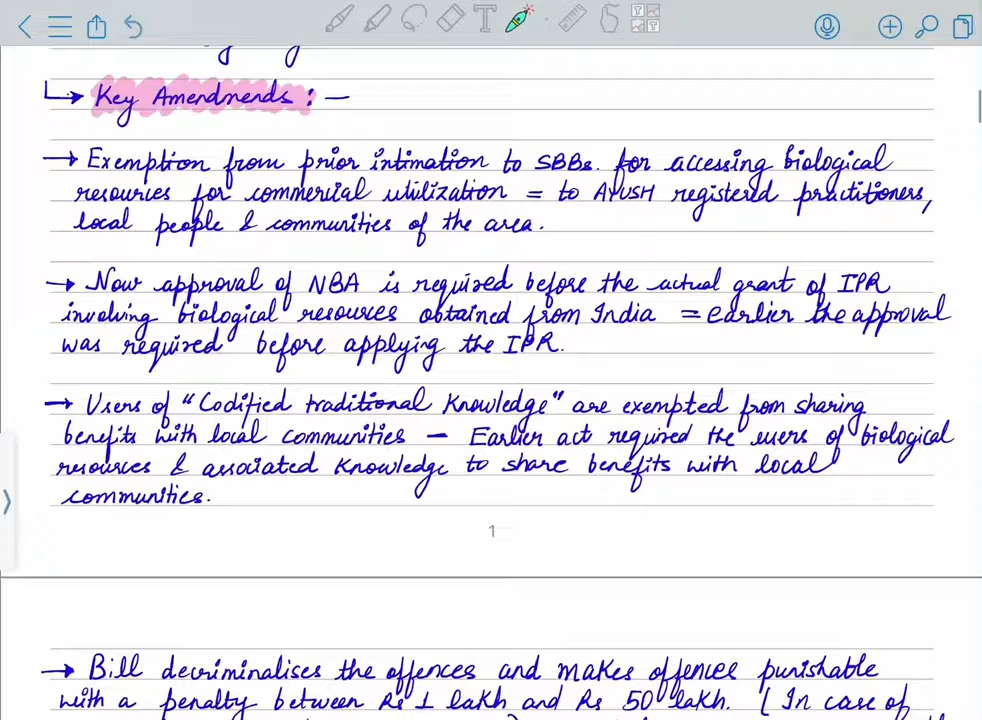 Key Amendments : —
→ Exemption from prior intimation to SBBs. for accessing biological
resources for commercial utilization = to AYUSH registered practitioners,
local people & communities of the area.
→ Now approval of NBA is required before the actual grant of IPR
involving biological resources obtained from India = earlier the approval
was required before applying the IPR.
→ Users of "Codified traditional Knowledge" are exempted from sharing
benefits with local communities — Earlier act required the users of biological
resources & associated Knowledge to share benefits with local
communities.
1
→ Bill decriminalises the offences and makes offences punishable
with a penalty between Rs 1 lakh and Rs 50 lakh. ( In case of